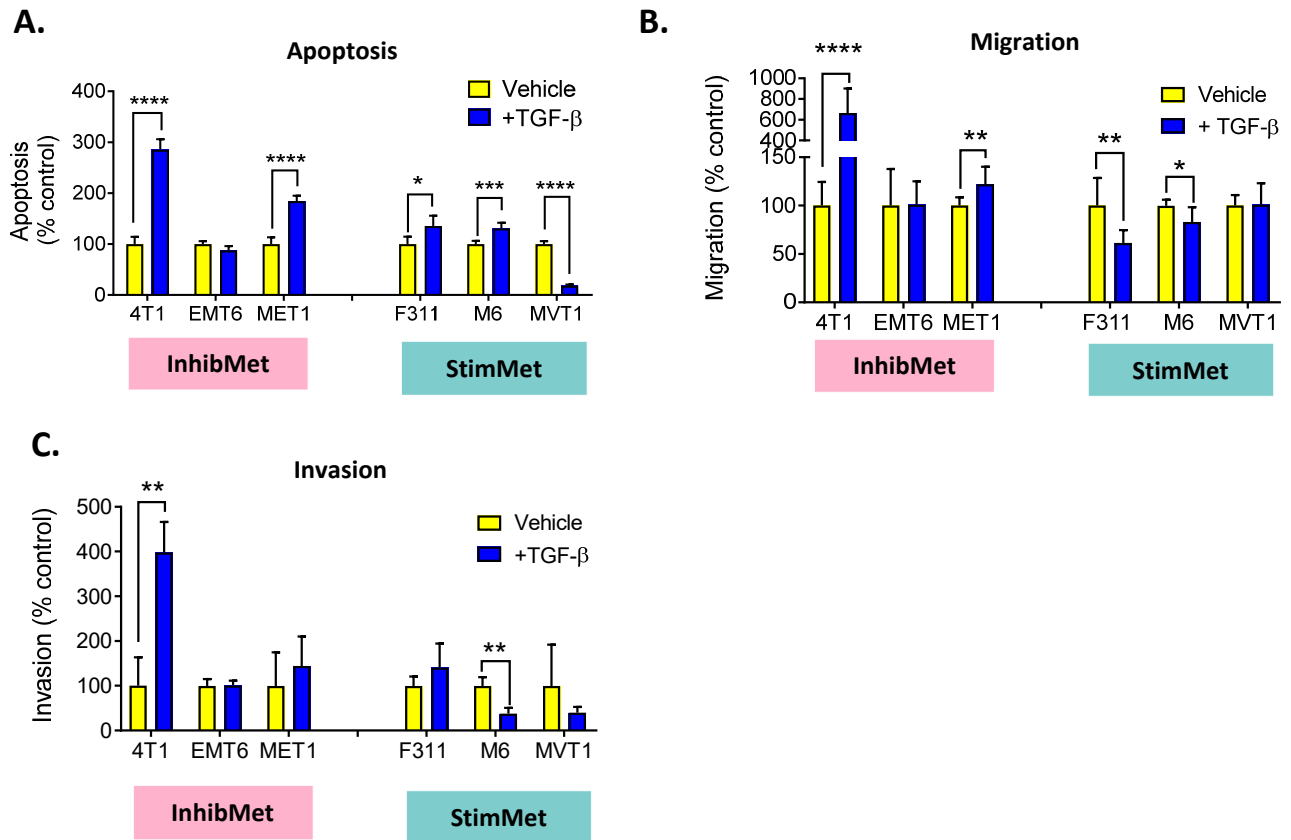 A.
Apoptosis
Apoptosis
(% control)
400
300
200
100
0
Vehicle
+TGF-β
****
****
*
***
****
4T1 EMT6 MET1 F311 M6 MVT1
InhibMet StimMet
B.
Migration
Migration (% control)
1000
800
600
400
150
100
50
0
Vehicle
+ TGF-β
****
**
**
*
4T1 EMT6 MET1 F311 M6 MVT1
InhibMet StimMet
C.
Invasion
Invasion (% control)
500
400
300
200
100
0
Vehicle
+TGF-β
**
**
4T1 EMT6 MET1 F311 M6 MVT1
InhibMet StimMet